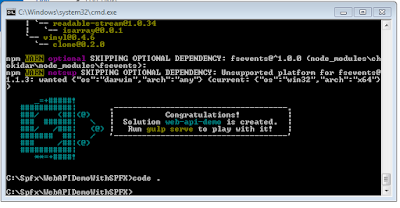 C:\Windows\system32\cmd.exe
readable-stream@1.0.34
isarray@0.0.1
vinyl@0.4.6
clone@0.2.0
npm WARN optional SKIPPING OPTIONAL DEPENDENCY: fsevents@^1.0.0 (node_modules\ch
okidar\node_modules\fsevents):
npm WARN notsup SKIPPING OPTIONAL DEPENDENCY: Unsupported platform for fsevents@
1.1.3: wanted {"os":"darwin","arch":"any"} (current: {"os":"win32","arch":"x64"}
)
Congratulations!
Solution web-api-demo is created.
Run gulp serve to play with it!
C:\Spfx\WebAPIDemoWithSPFX>code .
C:\Spfx\WebAPIDemoWithSPFX>